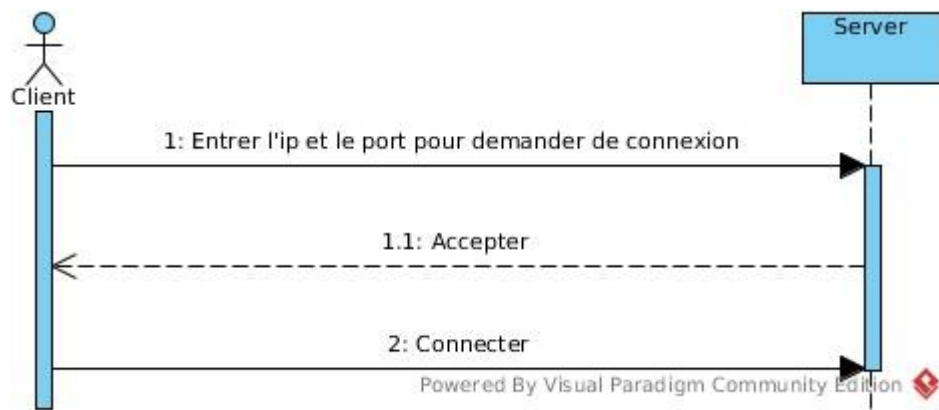 Server
Client
1: Entrer l'ip et le port pour demander de connexion
1.1: Accepter
2: Connecter
Powered By Visual Paradigm Community Edition